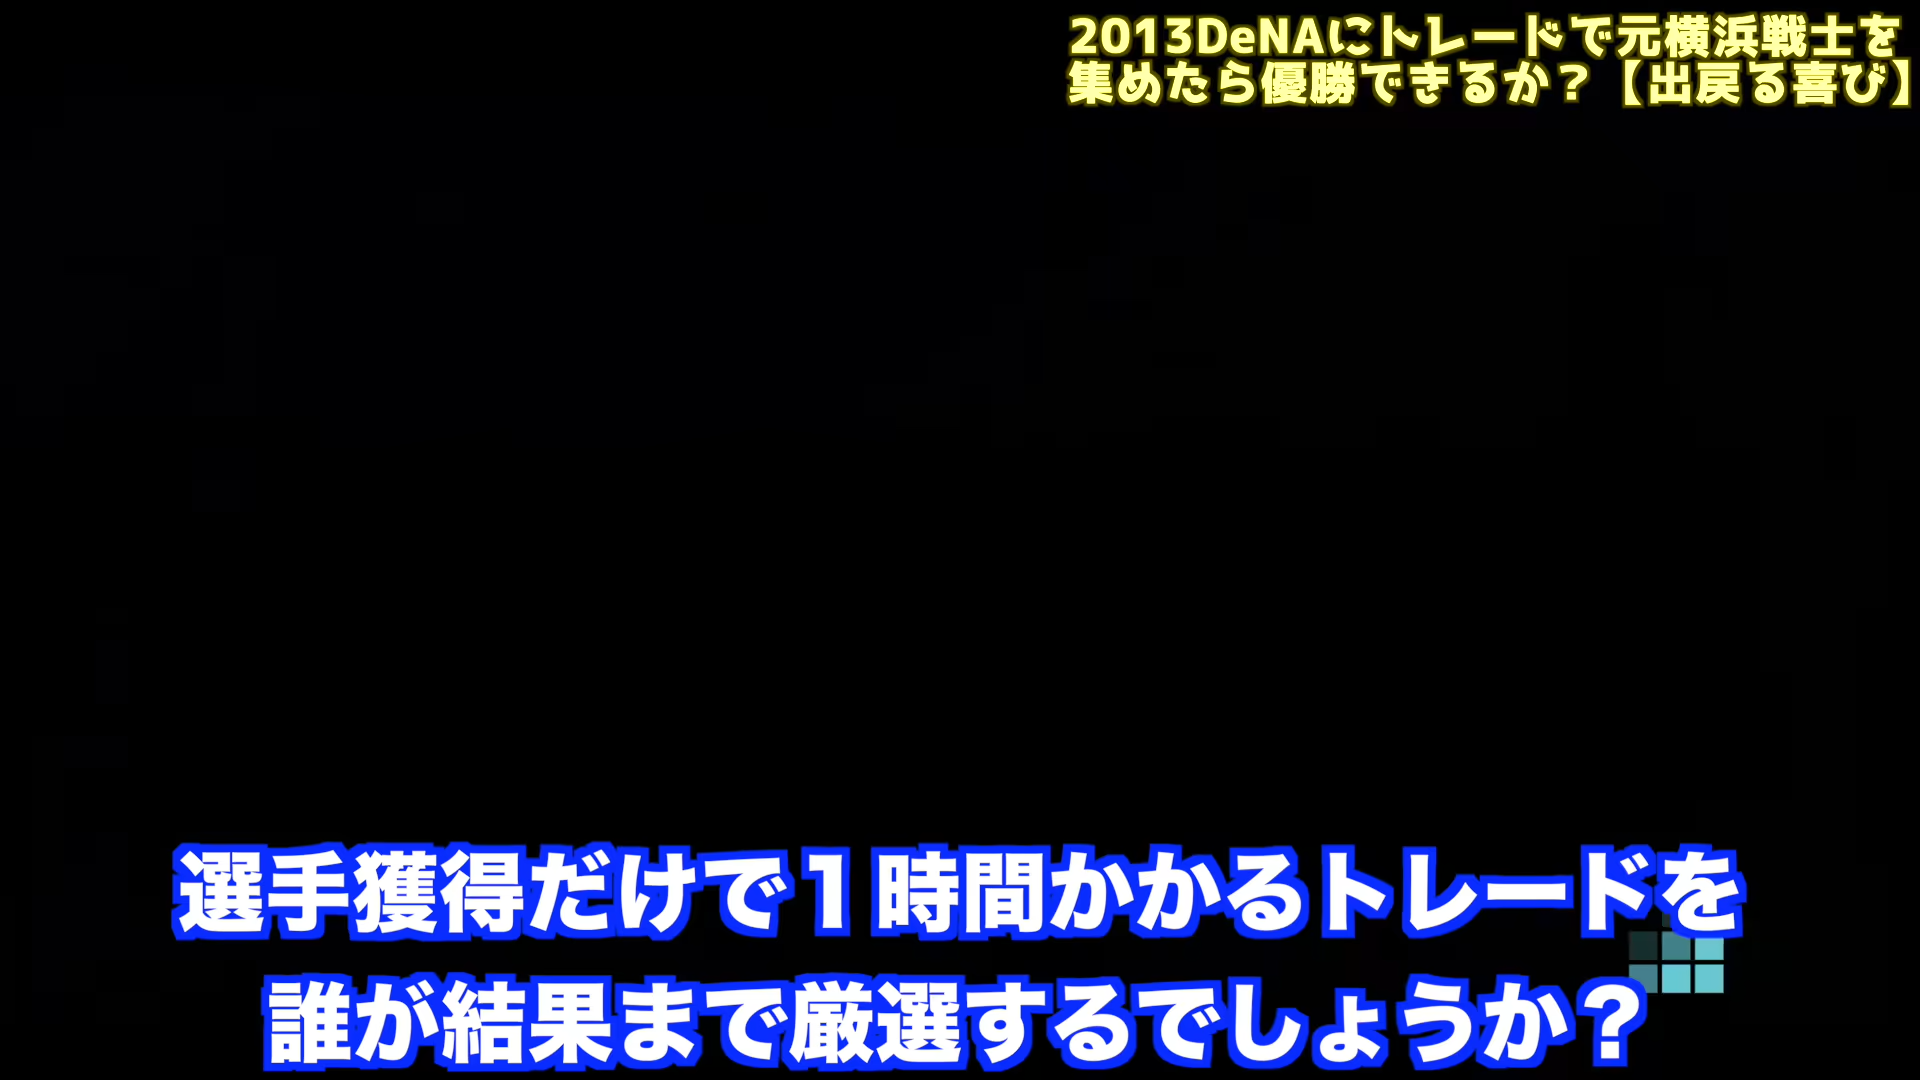 2013DeNAにトレードで元横浜戦士を
集めたら優勝できるか？【出戻る喜び】
選手獲得だけで１時間かかるトレードを
誰が結果まで厳選するでしょうか？